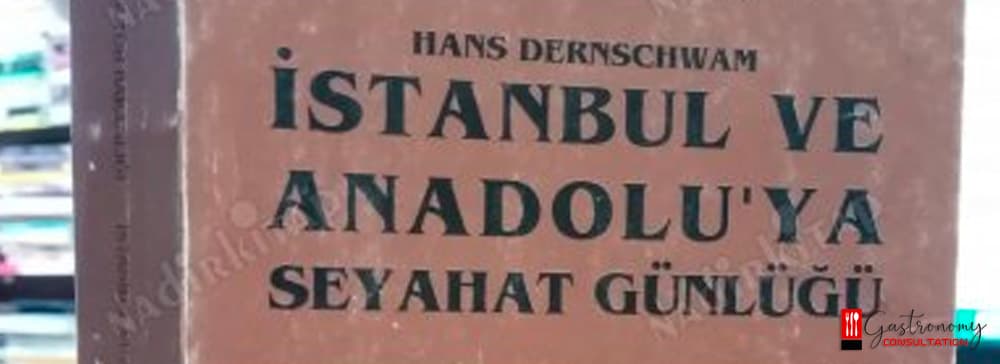 HANS DERNSCHWAM
İSTANBUL VE
ANADOLU'YA
SEYAHAT GÜNLÜĞÜ
Gastronomy
CONSULTATION